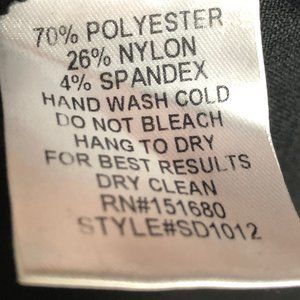 70% POLYESTER
26% NYLON
4% SPANDEX
HAND WASH COLD
DO NOT BLEACH
HANG TO DRY
FOR BEST RESULTS
DRY CLEAN
RN#151680
STYLE#SD1012